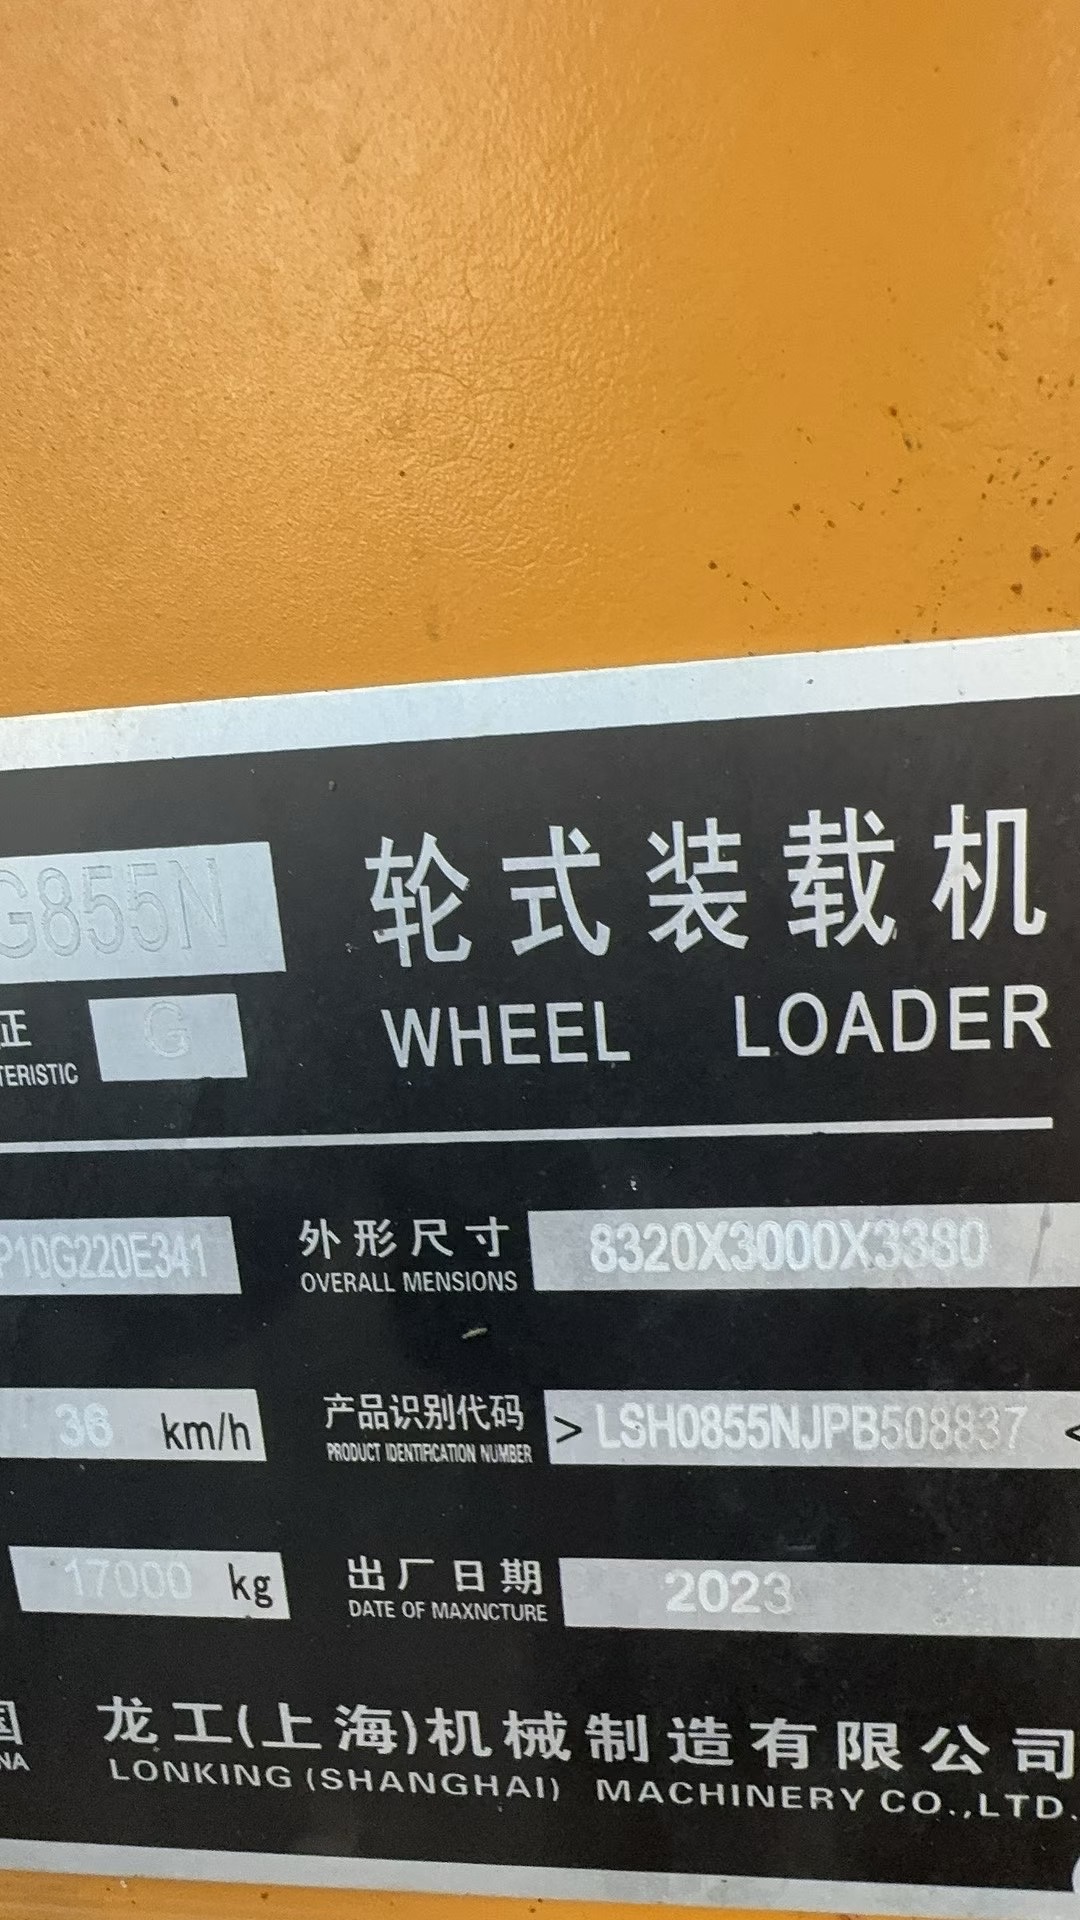 G855N
轮式装载机
正
TERISTIC
G
WHEEL LOADER
P10G220E341
外形尺寸
OVERALL MENSIONS
8320X3000X3380
36 km/h
产品识别代码
PRODUCT IDENTIFICATION NUMBER
> LSH0855NJPB508837 <
17000 kg
出厂日期
DATE OF MAXNCTURE
2023
国
NA
龙工(上海)机械制造有限公司
LONKING (SHANGHAI) MACHINERY CO.,LTD.